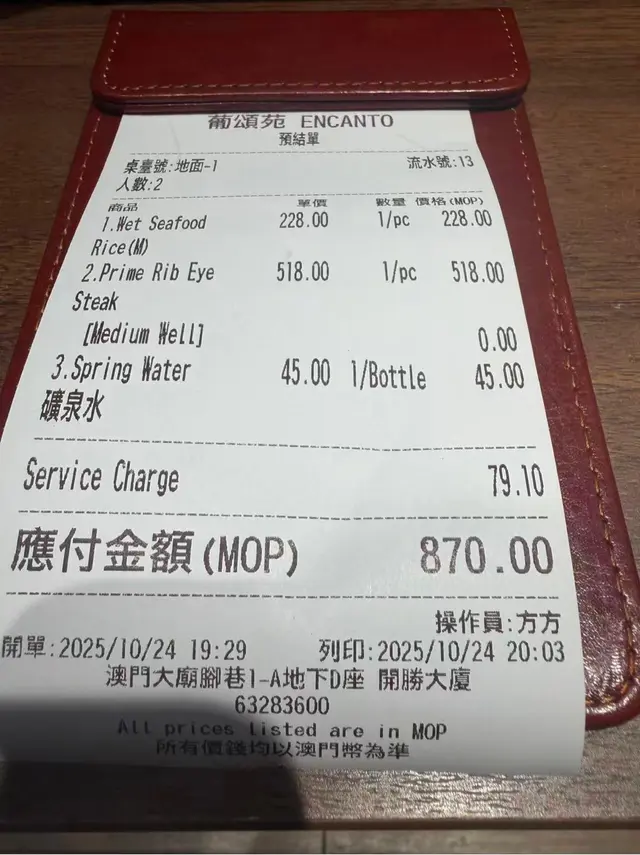 葡頌苑 ENCANTO
預結單
桌臺號:地面-1 流水號:13
人數:2
商品 單價 數量 價格(MOP)
1.Wet Seafood 228.00 1/pc 228.00
Rice(M)
2.Prime Rib Eye 518.00 1/pc 518.00
Steak
[Medium Well] 0.00
3.Spring Water 45.00 1/Bottle 45.00
礦泉水
Service Charge 79.10
應付金額(MOP) 870.00
操作員:方方
開單:2025/10/24 19:29 列印:2025/10/24 20:03
澳門大廟腳巷1-A地下D座 開勝大廈
63283600
All prices listed are in MOP
所有價錢均以澳門幣為準